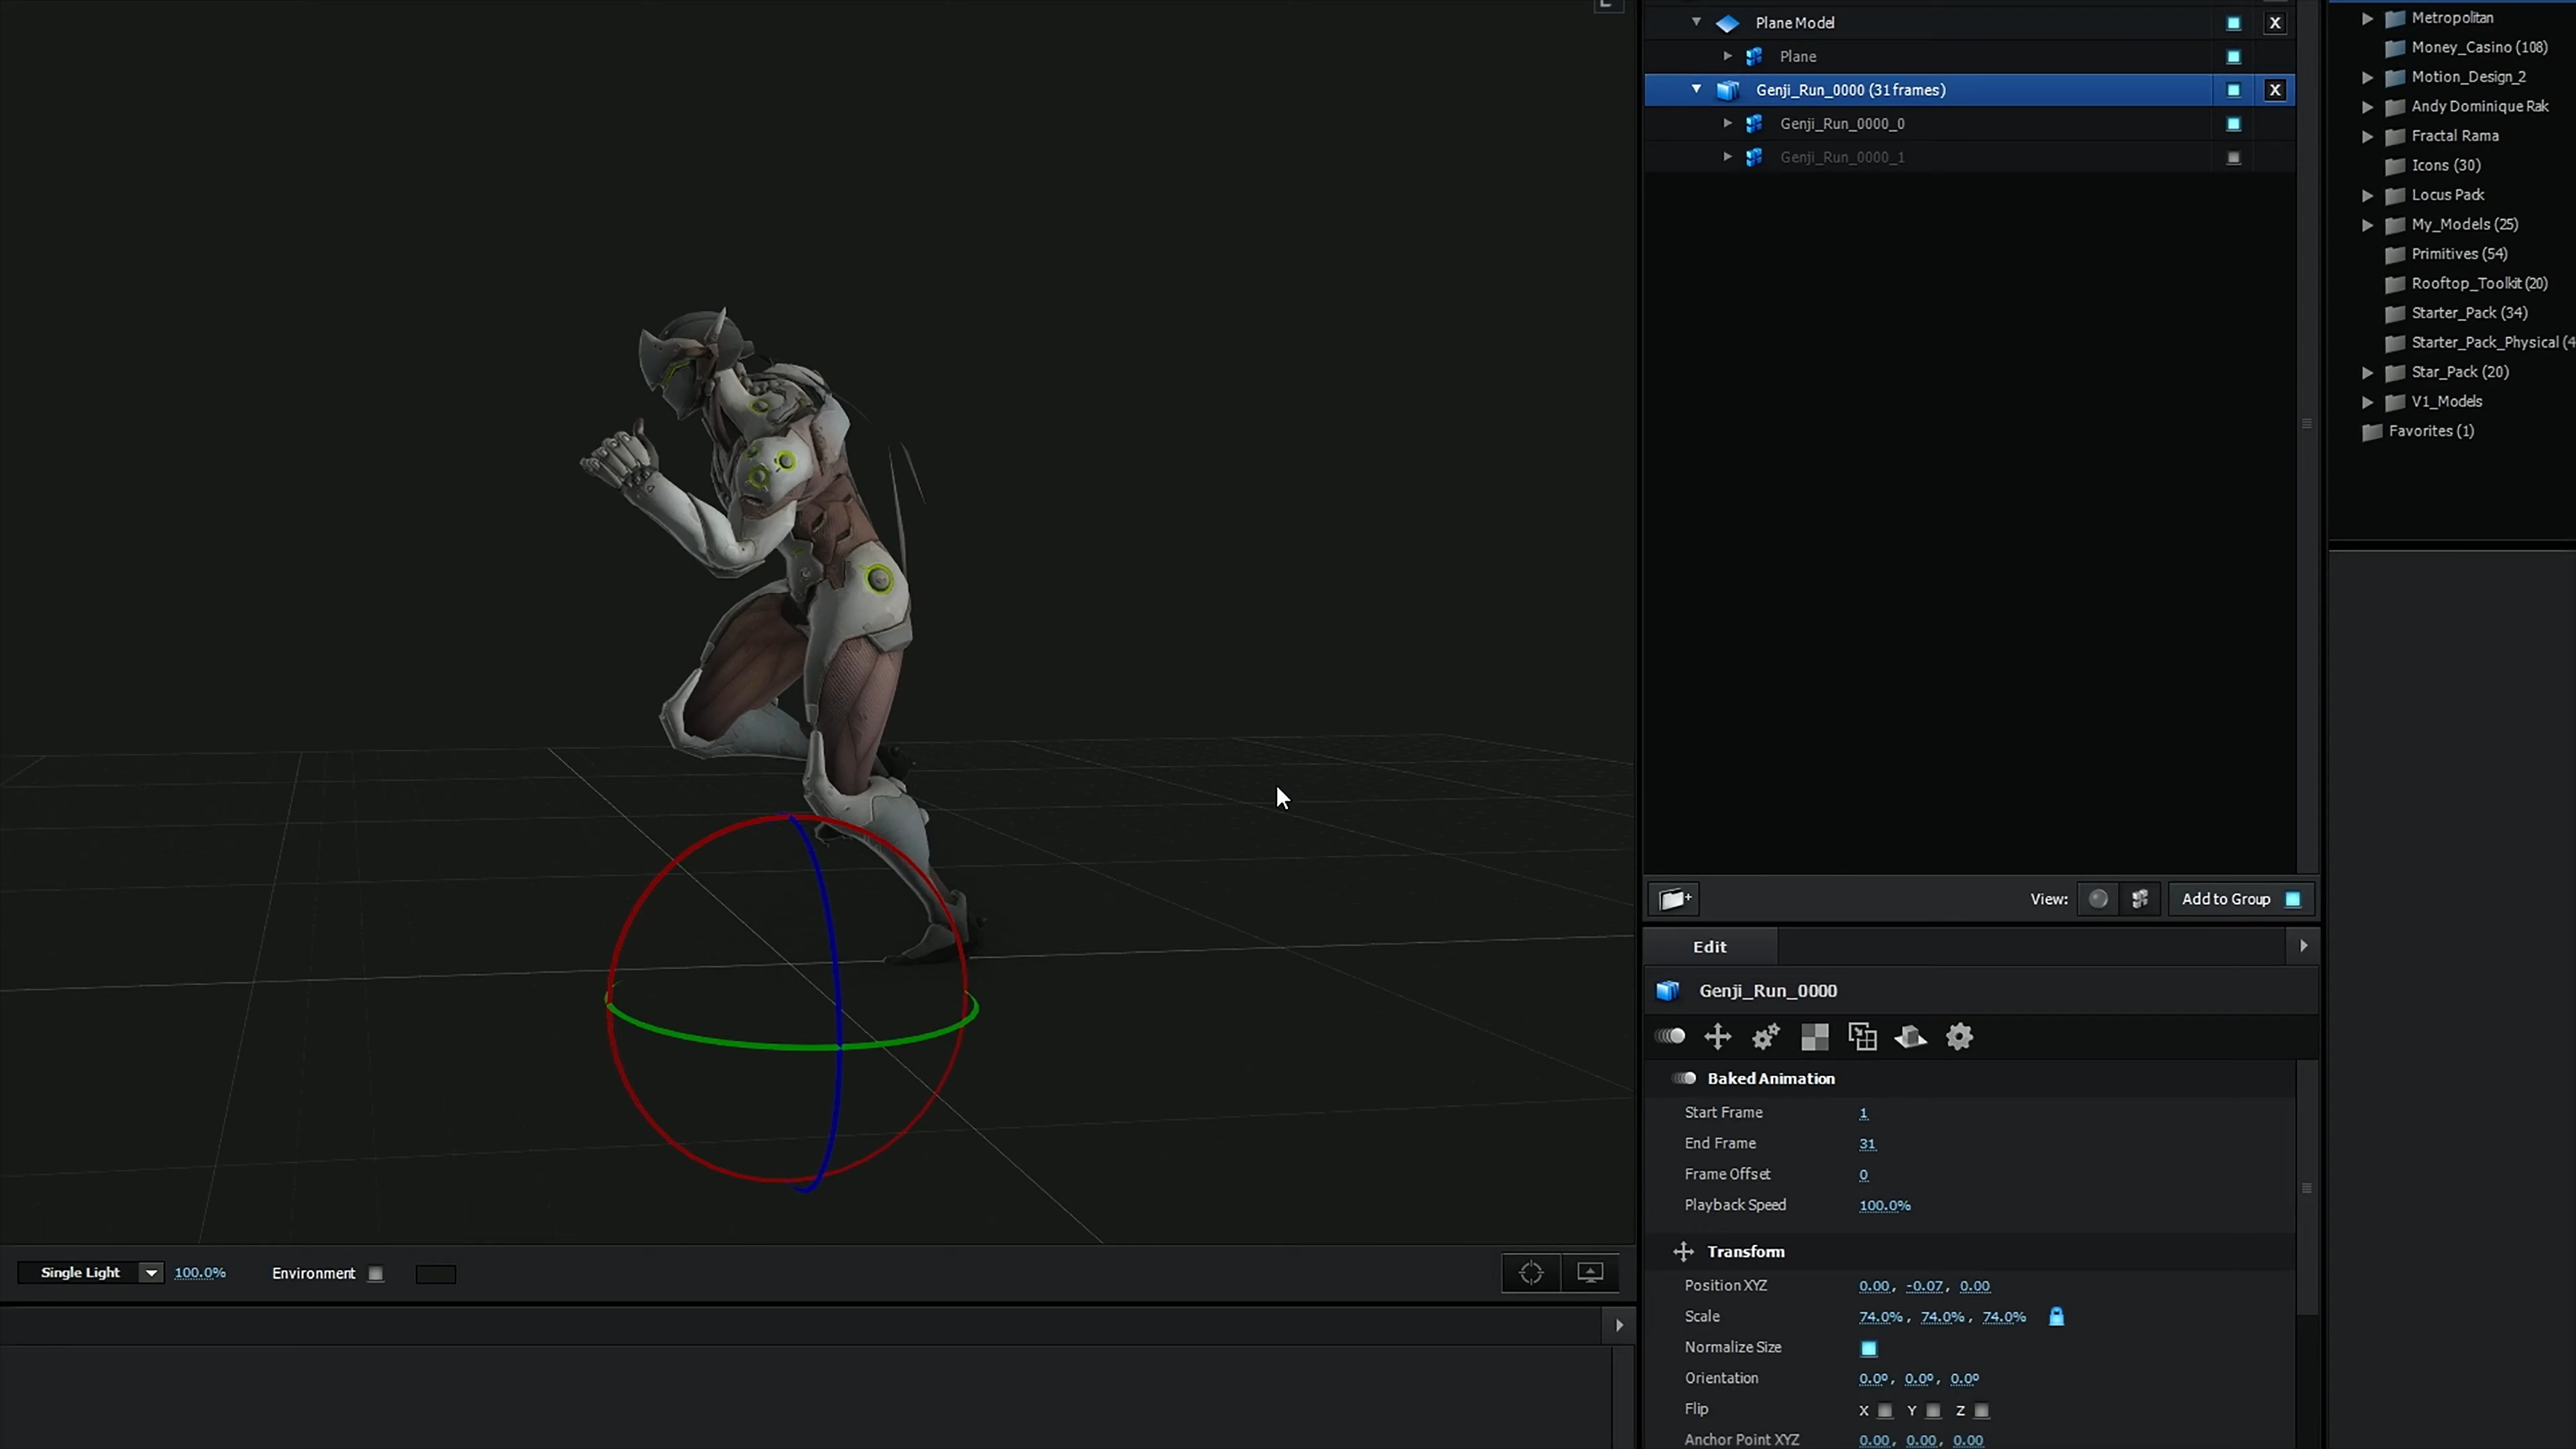 Plane Model
X
Plane
Genji_Run_0000 (31 frames)
X
Genji_Run_0000_0
Genji_Run_0000_1
Metropolitan
Money_Casino (108)
Motion_Design_2
Andy Dominique Rak
Fractal Rama
Icons (30)
Locus Pack
My_Models (25)
Primitives (54)
Rooftop_Toolkit (20)
Starter_Pack (34)
Starter_Pack_Physical (4
Star_Pack (20)
V1_Models
Favorites (1)
View:
Add to Group
Edit
Genji_Run_0000
Baked Animation
Start Frame 1
End Frame 31
Frame Offset 0
Playback Speed 100.0%
Transform
Position XYZ 0.00, -0.07, 0.00
Scale 74.0%, 74.0%, 74.0%
Normalize Size
Orientation 0.0º, 0.0º, 0.0º
Flip X Y Z
Anchor Point XYZ 0.00, 0.00, 0.00
Single Light 100.0% Environment